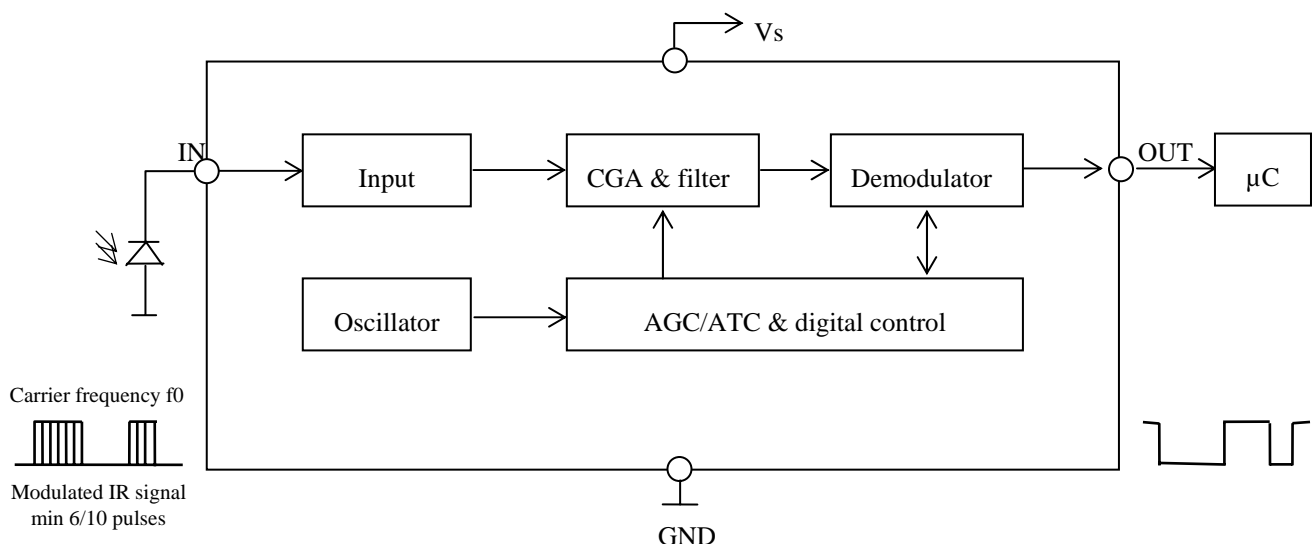 Vs
IN
OUT
Input
CGA & filter
Demodulator
µC
Oscillator
AGC/ATC & digital control
Carrier frequency f0
Modulated IR signal
min 6/10 pulses
GND